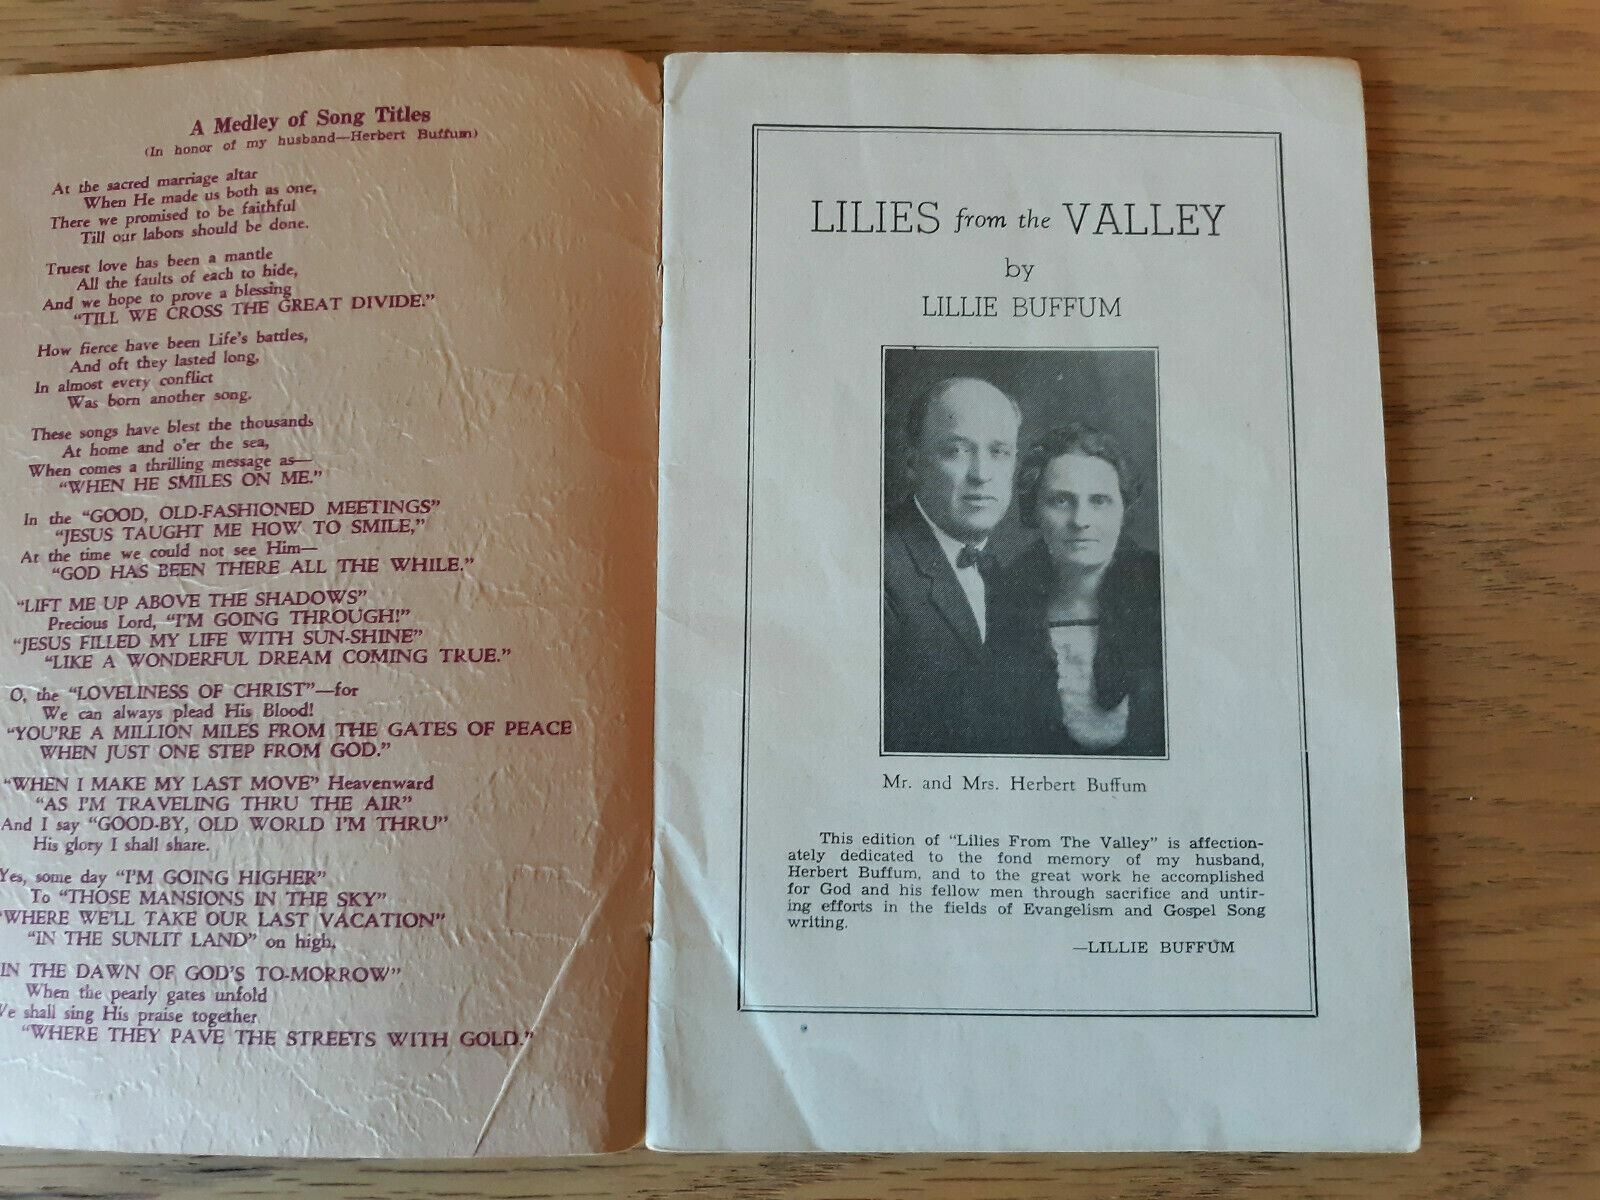 A Medley of Song Titles
(In honor of my husband—Herbert Buffum)
At the sacred marriage altar
When He made us both as one,
There we promised to be faithful
Till our labors should be done.
Truest love has been a mantle
All the faults of each to hide,
And we hope to prove a blessing
"TILL WE CROSS THE GREAT DIVIDE."
How fierce have been Life's battles,
And oft they lasted long,
In almost every conflict
Was born another song.
These songs have blest the thousands
At home and o'er the sea,
When comes a thrilling message as—
"WHEN HE SMILES ON ME."
In the "GOOD, OLD-FASHIONED MEETINGS"
"JESUS TAUGHT ME HOW TO SMILE,"
At the time we could not see Him—
"GOD HAS BEEN THERE ALL THE WHILE."
"LIFT ME UP ABOVE THE SHADOWS"
Precious Lord, "I'M GOING THROUGH!"
"JESUS FILLED MY LIFE WITH SUN-SHINE"
"LIKE A WONDERFUL DREAM COMING TRUE."
O, the "LOVELINESS OF CHRIST"—for
We can always plead His Blood!
"YOU'RE A MILLION MILES FROM THE GATES OF PEACE
WHEN JUST ONE STEP FROM GOD."
"WHEN I MAKE MY LAST MOVE" Heavenward
"AS I'M TRAVELING THRU THE AIR"
And I say "GOOD-BY, OLD WORLD I'M THRU"
His glory I shall share.
Yes, some day "I'M GOING HIGHER"
To "THOSE MANSIONS IN THE SKY"
"WHERE WE'LL TAKE OUR LAST VACATION"
"IN THE SUNLIT LAND" on high,
IN THE DAWN OF GOD'S TO-MORROW"
When the pearly gates unfold
We shall sing His praise together
"WHERE THEY PAVE THE STREETS WITH GOLD."
LILIES from the VALLEY
by
LILLIE BUFFUM
Mr. and Mrs. Herbert Buffum
This edition of "Lilies From The Valley" is affection-
ately dedicated to the fond memory of my husband,
Herbert Buffum, and to the great work he accomplished
for God and his fellow men through sacrifice and untir-
ing efforts in the fields of Evangelism and Gospel Song
writing.
—LILLIE BUFFUM